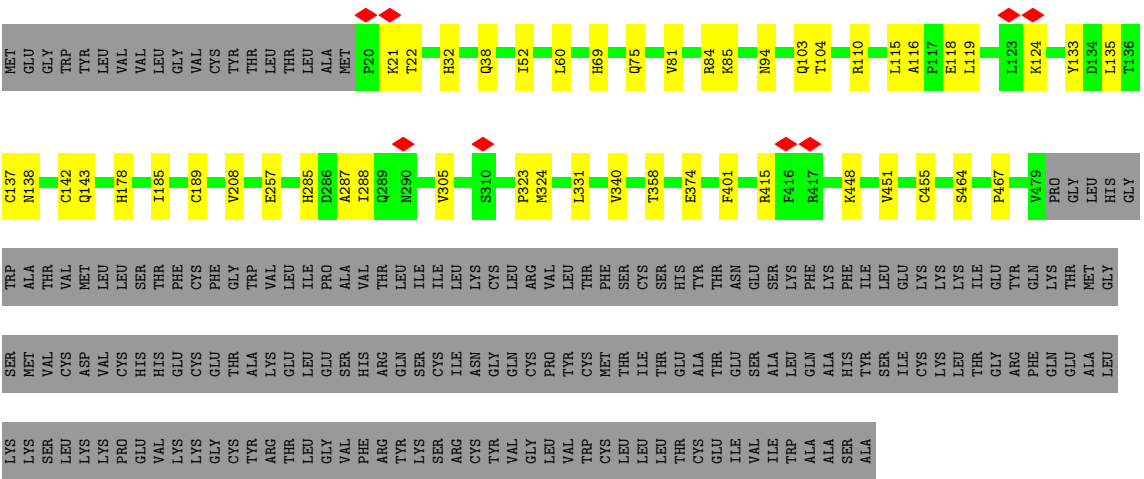 MET GLU GLY TRP TYR LEU VAL VAL LEU GLY VAL CYS TYR THR LEU THR LEU ALA MET P20 K21 T22 H32 Q38 I52 L60 H69 Q75 V81 R84 K85 N94 Q103 T104 R110 L115 A116 P117 E118 L119 L123 K124 Y133 D134 L135 T136
C137 N138 C142 Q143 H178 I185 C189 V208 E257 H285 D286 A287 I288 Q289 N290 V305 S310 P323 M324 L331 V340 T358 E374 F401 R415 F416 R417 K448 V451 C455 S464 P467 V479 PRO GLY LEU HIS GLY
TRP ALA THR VAL MET LEU LEU SER THR PHE CYS PHE GLY TRP VAL LEU ILE PRO ALA VAL THR LEU ILE ILE LEU LYS CYS LEU ARG VAL LEU THR PHE SER CYS SER HIS TYR THR ASN GLU SER LYS PHE LYS PHE ILE LEU GLU LYS LYS ILE GLU TYR GLN LYS THR MET GLY
SER MET VAL CYS ASP VAL CYS HIS HIS GLU CYS GLU THR ALA LYS GLU LEU GLU SER HIS ARG GLN SER CYS ILE ASN GLY GLN CYS PRO TYR CYS MET THR ILE THR GLU ALA THR GLU SER ALA LEU GLN ALA HIS TYR SER ILE CYS LYS LEU THR GLY ARG PHE GLN GLU ALA LEU
LYS LYS SER LEU LYS LYS PRO GLU VAL LYS LYS GLY CYS TYR ARG THR LEU GLY VAL PHE ARG TYR LYS SER ARG CYS TYR VAL GLY LEU VAL TRP CYS LEU LEU LEU THR CYS GLU ILE VAL ILE TRP ALA ALA SER ALA